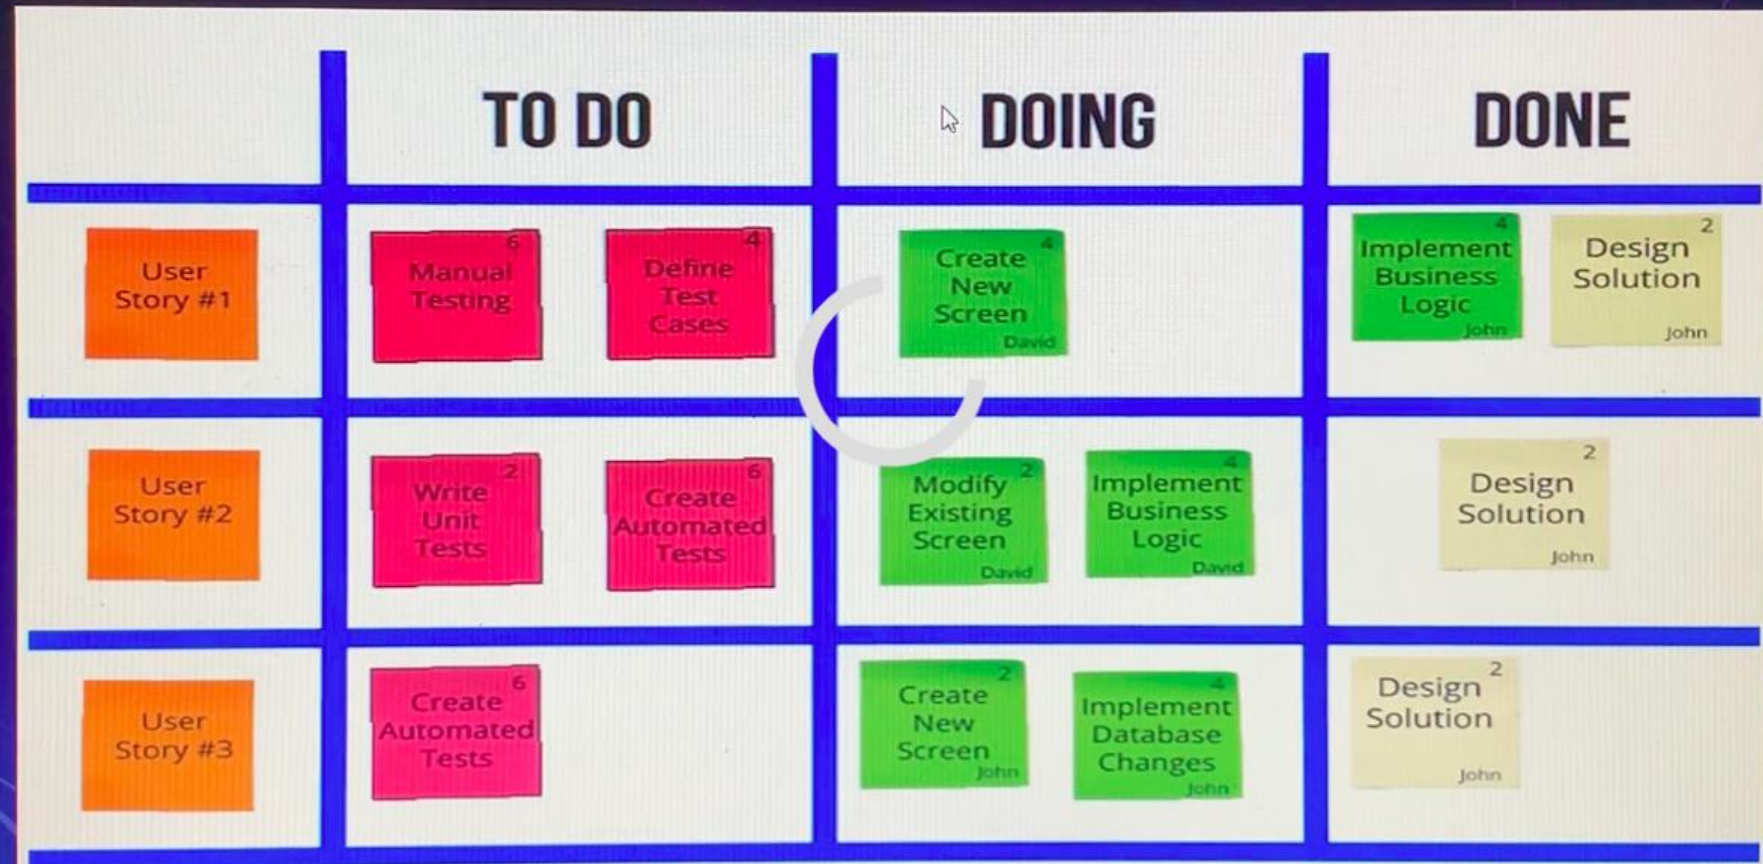 TO DO
DOING
DONE
User
Story #1
6
Manual
Testing
4
Define
Test
Cases
4
Create
New
Screen
David
4
Implement
Business
Logic
John
2
Design
Solution
John
User
Story #2
2
Write
Unit
Tests
6
Create
Automated
Tests
2
Modify
Existing
Screen
David
4
Implement
Business
Logic
David
2
Design
Solution
John
User
Story #3
6
Create
Automated
Tests
2
Create
New
Screen
John
4
Implement
Database
Changes
John
2
Design
Solution
John